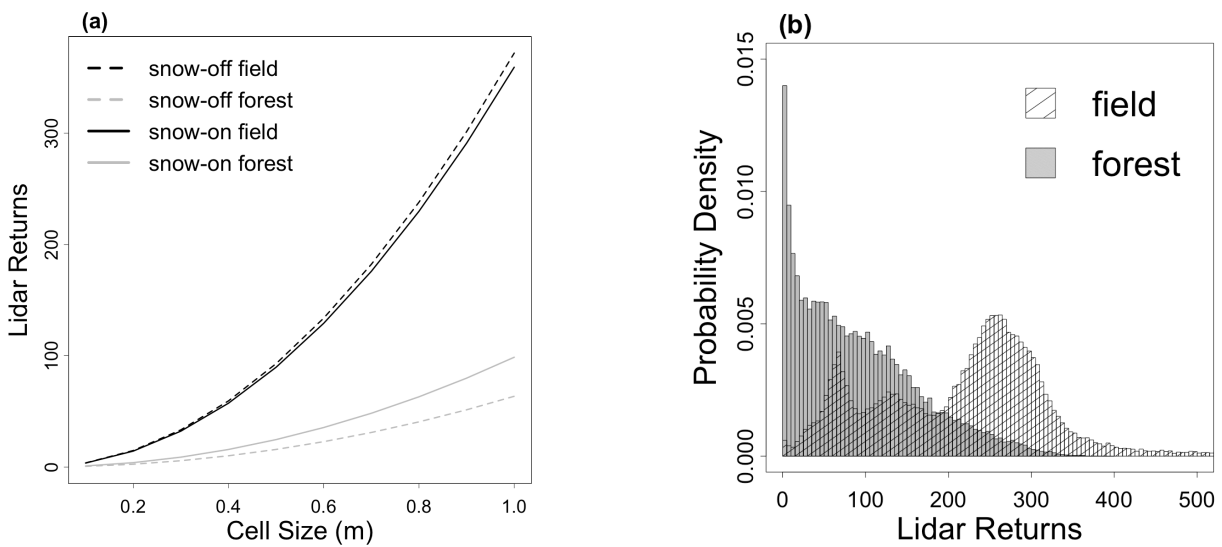 (a)
snow-off field
snow-off forest
snow-on field
snow-on forest
Lidar Returns
0
100
200
300
0.2 0.4 0.6 0.8 1.0
Cell Size (m)
(b)
field
forest
Probability Density
0.000
0.005
0.010
0.015
0 100 200 300 400 500
Lidar Returns